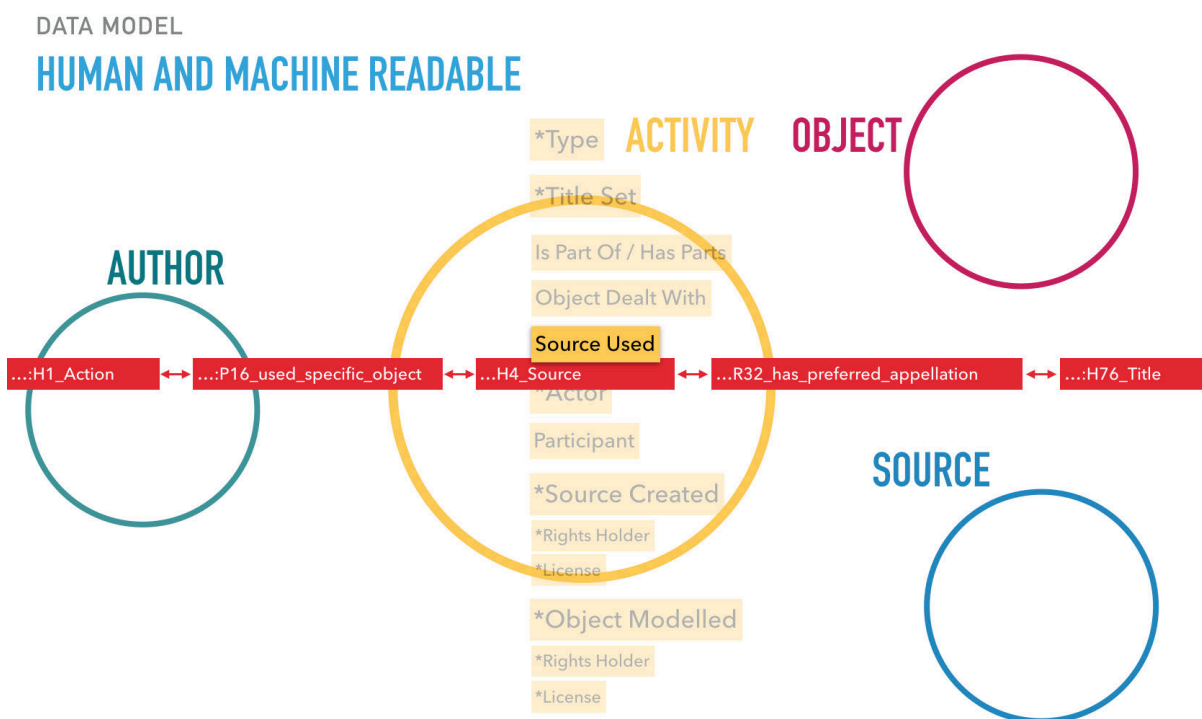 DATA MODEL
HUMAN AND MACHINE READABLE
*Type
ACTIVITY
OBJECT
*Title Set
Is Part Of / Has Parts
AUTHOR
Object Dealt With
Source Used
...:H1_Action
...:P16_used_specific_object
...H4_Source
...R32_has_preferred_appellation
...:H76_Title
*Actor
Participant
SOURCE
*Source Created
*Rights Holder
*License
*Object Modelled
*Rights Holder
*License